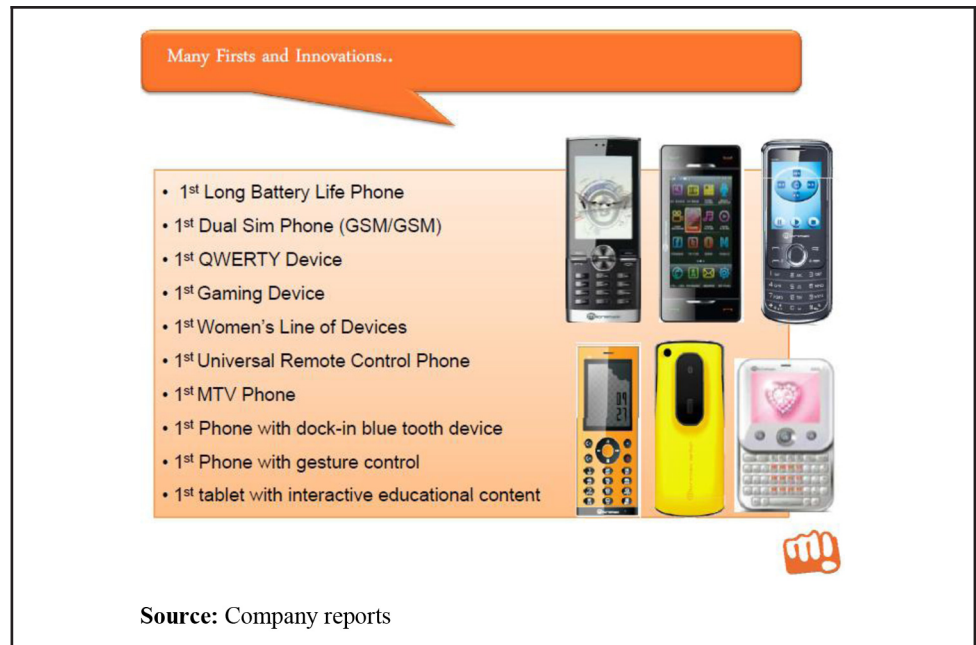 Many Firsts and Innovations..
• 1st Long Battery Life Phone
• 1st Dual Sim Phone (GSM/GSM)
• 1st QWERTY Device
• 1st Gaming Device
• 1st Women's Line of Devices
• 1st Universal Remote Control Phone
• 1st MTV Phone
• 1st Phone with dock-in blue tooth device
• 1st Phone with gesture control
• 1st tablet with interactive educational content
Source: Company reports